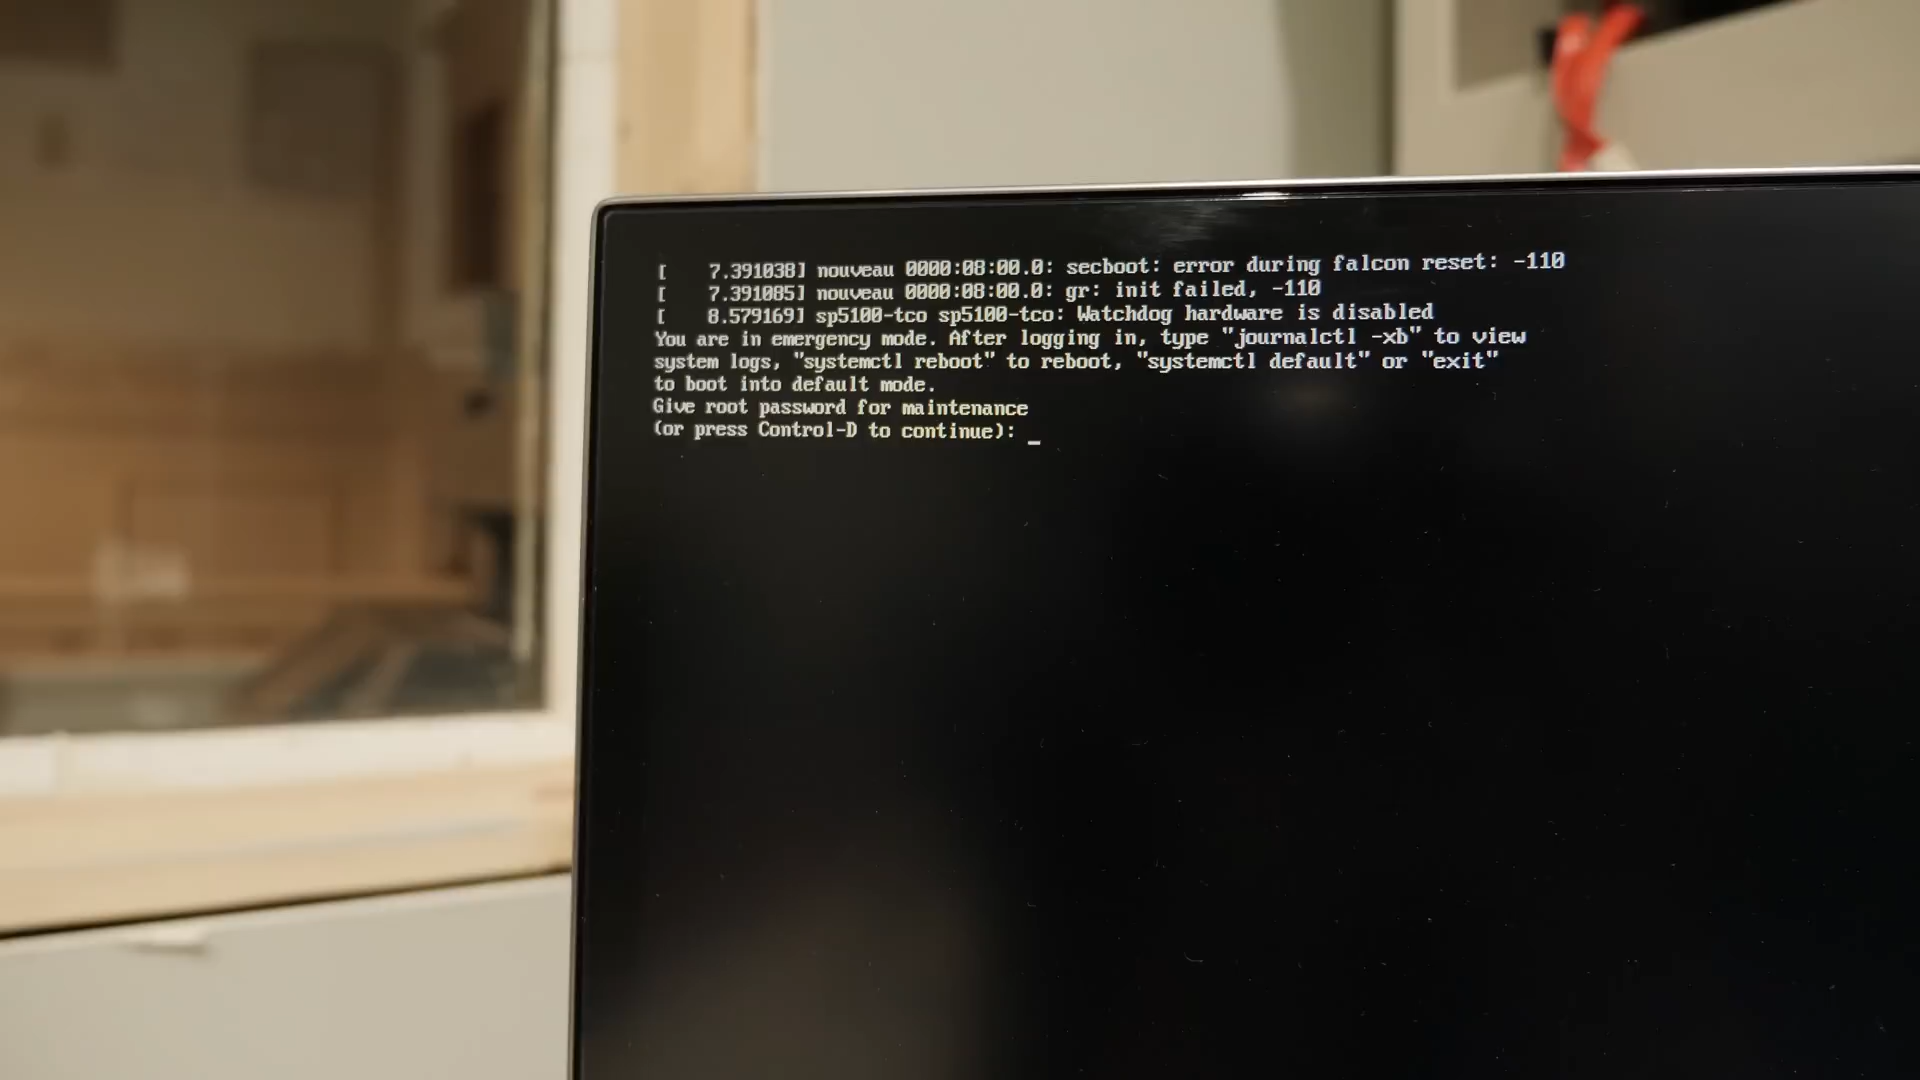 [    7.391038] nouveau 0000:08:00.0: secboot: error during falcon reset: -110
[    7.391085] nouveau 0000:08:00.0: gr: init failed, -110
[    8.579169] sp5100-tco sp5100-tco: Watchdog hardware is disabled
You are in emergency mode. After logging in, type "journalctl -xb" to view
system logs, "systemctl reboot" to reboot, "systemctl default" or "exit"
to boot into default mode.
Give root password for maintenance
(or press Control-D to continue): _